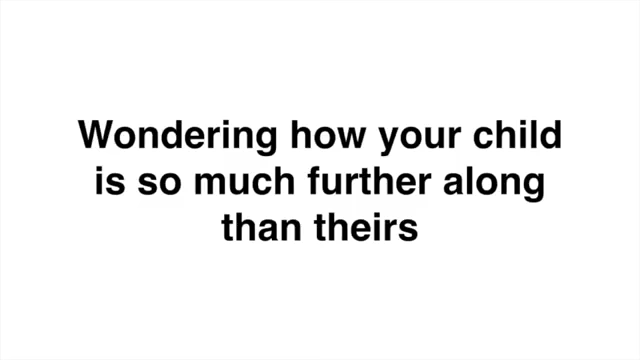 Wondering how your child
is so much further along
than theirs